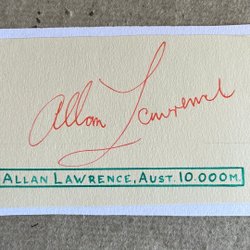 Allan Lawrence
ALLAN LAWRENCE, AUST. 10.000M.